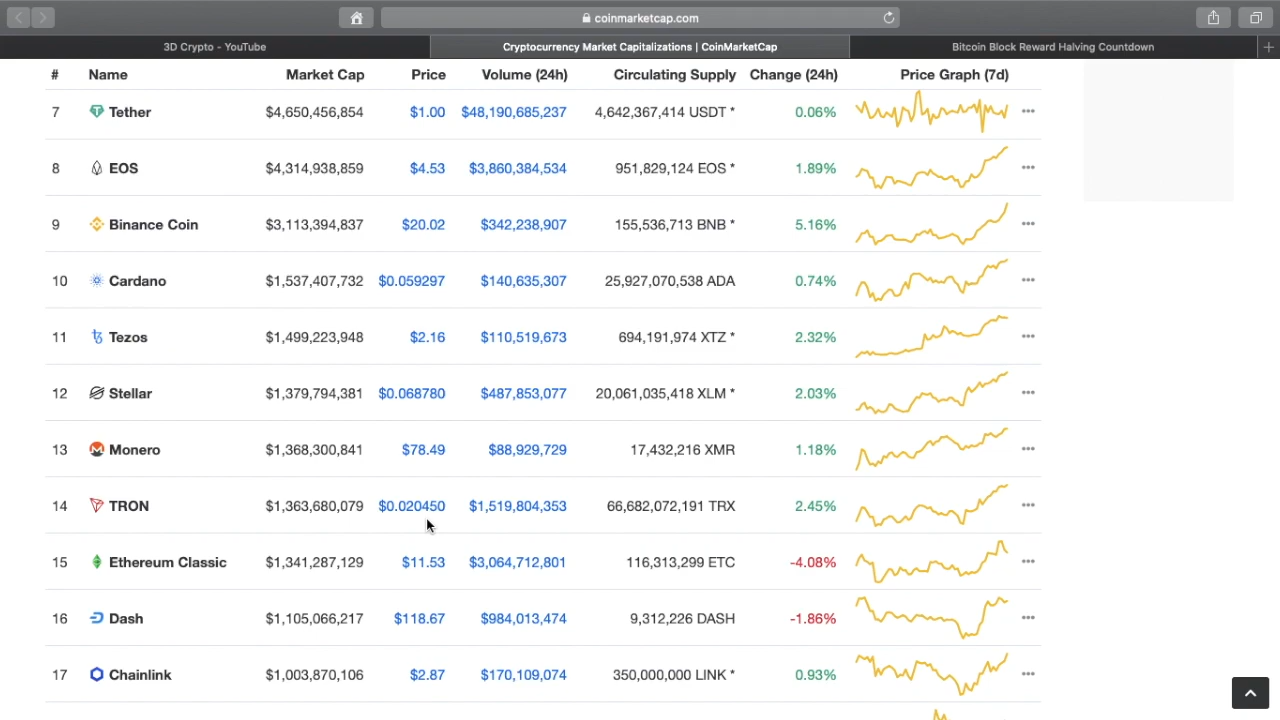 coinmarketcap.com
3D Crypto - YouTube Cryptocurrency Market Capitalizations | CoinMarketCap Bitcoin Block Reward Halving Countdown
# Name Market Cap Price Volume (24h) Circulating Supply Change (24h) Price Graph (7d)
7 Tether $4,650,456,854 $1.00 $48,190,685,237 4,642,367,414 USDT * 0.06%
8 EOS $4,314,938,859 $4.53 $3,860,384,534 951,829,124 EOS * 1.89%
9 Binance Coin $3,113,394,837 $20.02 $342,238,907 155,536,713 BNB * 5.16%
10 Cardano $1,537,407,732 $0.059297 $140,635,307 25,927,070,538 ADA 0.74%
11 Tezos $1,499,223,948 $2.16 $110,519,673 694,191,974 XTZ * 2.32%
12 Stellar $1,379,794,381 $0.068780 $487,853,077 20,061,035,418 XLM * 2.03%
13 Monero $1,368,300,841 $78.49 $88,929,729 17,432,216 XMR 1.18%
14 TRON $1,363,680,079 $0.020450 $1,519,804,353 66,682,072,191 TRX 2.45%
15 Ethereum Classic $1,341,287,129 $11.53 $3,064,712,801 116,313,299 ETC -4.08%
16 Dash $1,105,066,217 $118.67 $984,013,474 9,312,226 DASH -1.86%
17 Chainlink $1,003,870,106 $2.87 $170,109,074 350,000,000 LINK * 0.93%